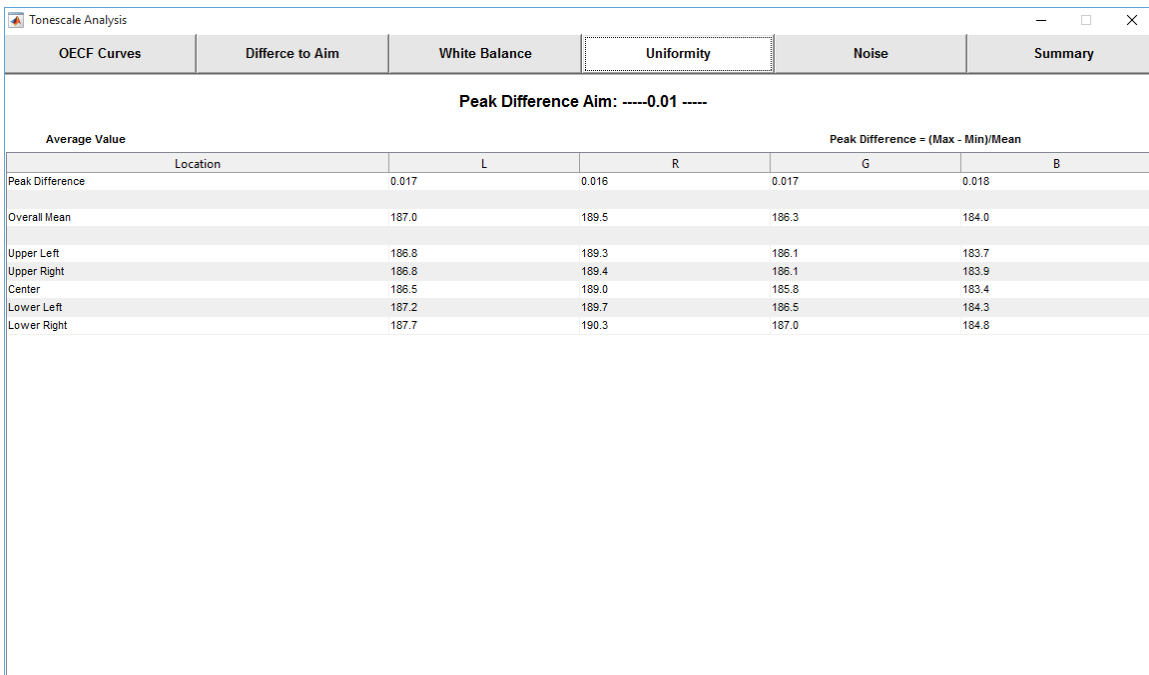 Tonescale Analysis
OECF Curves Differce to Aim White Balance Uniformity Noise Summary
Peak Difference Aim: -----0.01 -----
Average Value Peak Difference = (Max - Min)/Mean
Location L R G B
Peak Difference 0.017 0.016 0.017 0.018
Overall Mean 187.0 189.5 186.3 184.0
Upper Left 186.8 189.3 186.1 183.7
Upper Right 186.8 189.4 186.1 183.9
Center 186.5 189.0 185.8 183.4
Lower Left 187.2 189.7 186.5 184.3
Lower Right 187.7 190.3 187.0 184.8